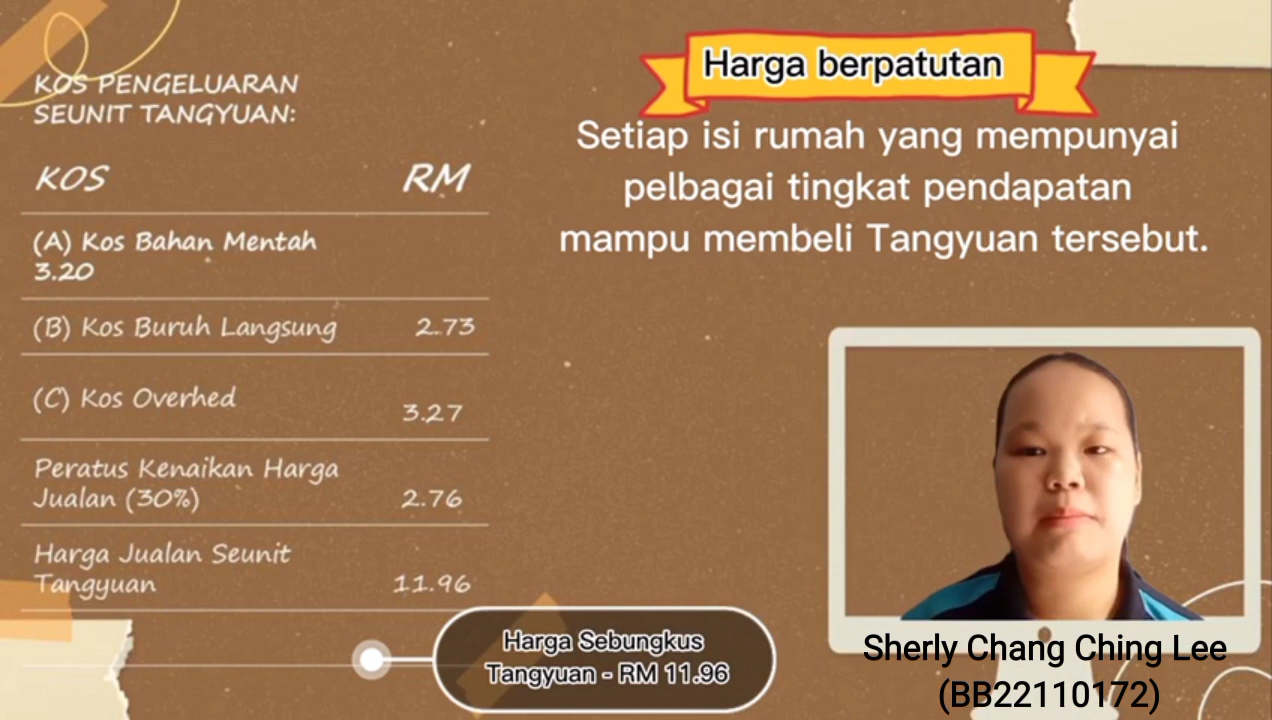 KOS PENGELUARAN
SEUNIT TANGYUAN:
KOS RM
(A) Kos Bahan Mentah
3.20
(B) Kos Buruh Langsung 2.73
(C) Kos Overhed
3.27
Peratus Kenaikan Harga
Jualan (30%) 2.76
Harga Jualan Seunit
Tangyuan 11.96
Harga Sebungkus
Tangyuan - RM 11.96
Harga berpatutan
Setiap isi rumah yang mempunyai
pelbagai tingkat pendapatan
mampu membeli Tangyuan tersebut.
Sherly Chang Ching Lee
(BB22110172)